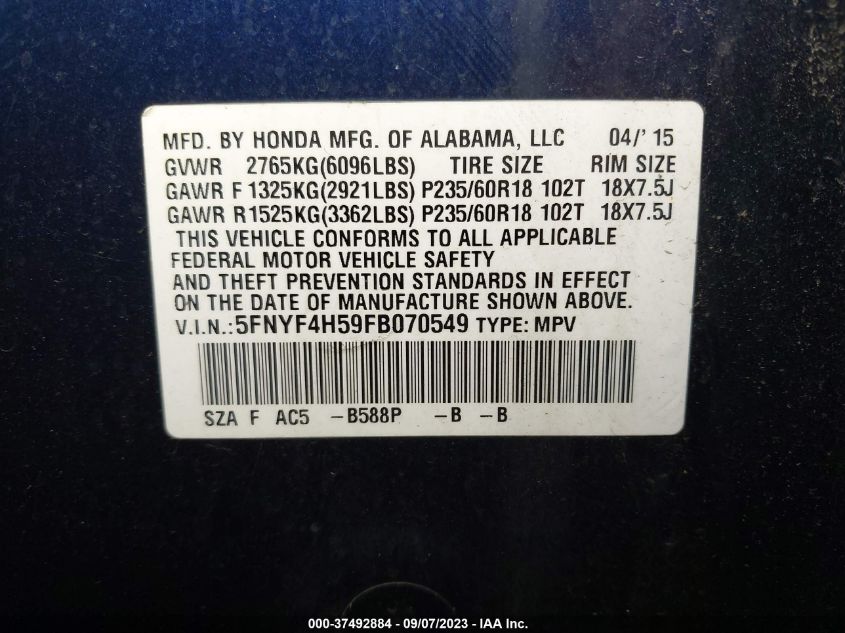 MFD. BY HONDA MFG. OF ALABAMA, LLC 04/' 15
GVWR 2765KG(6096LBS) TIRE SIZE RIM SIZE
GAWR F 1325KG(2921LBS) P235/60R18 102T 18X7.5J
GAWR R1525KG(3362LBS) P235/60R18 102T 18X7.5J
THIS VEHICLE CONFORMS TO ALL APPLICABLE
FEDERAL MOTOR VEHICLE SAFETY
AND THEFT PREVENTION STANDARDS IN EFFECT
ON THE DATE OF MANUFACTURE SHOWN ABOVE.
V.I.N.:5FNYF4H59FB070549 TYPE: MPV
SZA F AC5 -B588P -B -B
000-37492884 - 09/07/2023 - IAA Inc.